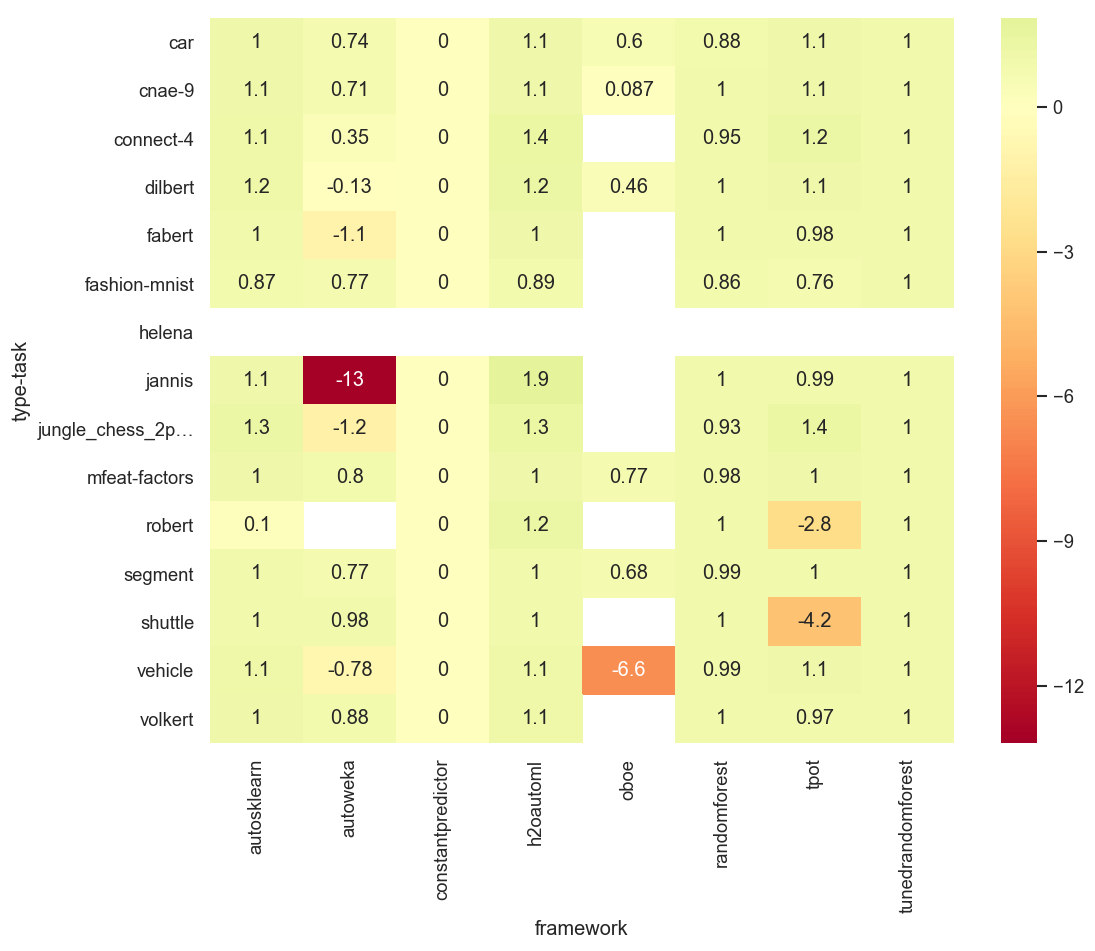 car 1 0.74 0 1.1 0.6 0.88 1.1 1
cnae-9 1.1 0.71 0 1.1 0.087 1 1.1 1
connect-4 1.1 0.35 0 1.4 0.95 1.2 1
dilbert 1.2 -0.13 0 1.2 0.46 1 1.1 1
fabert 1 -1.1 0 1 1 0.98 1
fashion-mnist 0.87 0.77 0 0.89 0.86 0.76 1
helena
jannis 1.1 -13 0 1.9 1 0.99 1
jungle_chess_2p… 1.3 -1.2 0 1.3 0.93 1.4 1
mfeat-factors 1 0.8 0 1 0.77 0.98 1 1
robert 0.1 0 1.2 1 -2.8 1
segment 1 0.77 0 1 0.68 0.99 1 1
shuttle 1 0.98 0 1 1 -4.2 1
vehicle 1.1 -0.78 0 1.1 -6.6 0.99 1.1 1
volkert 1 0.88 0 1.1 1 0.97 1
type-task
autosklearn
autoweka
constantpredictor
h2oautoml
oboe
randomforest
tpot
tunedrandomforest
framework
0
−3
−6
−9
−12